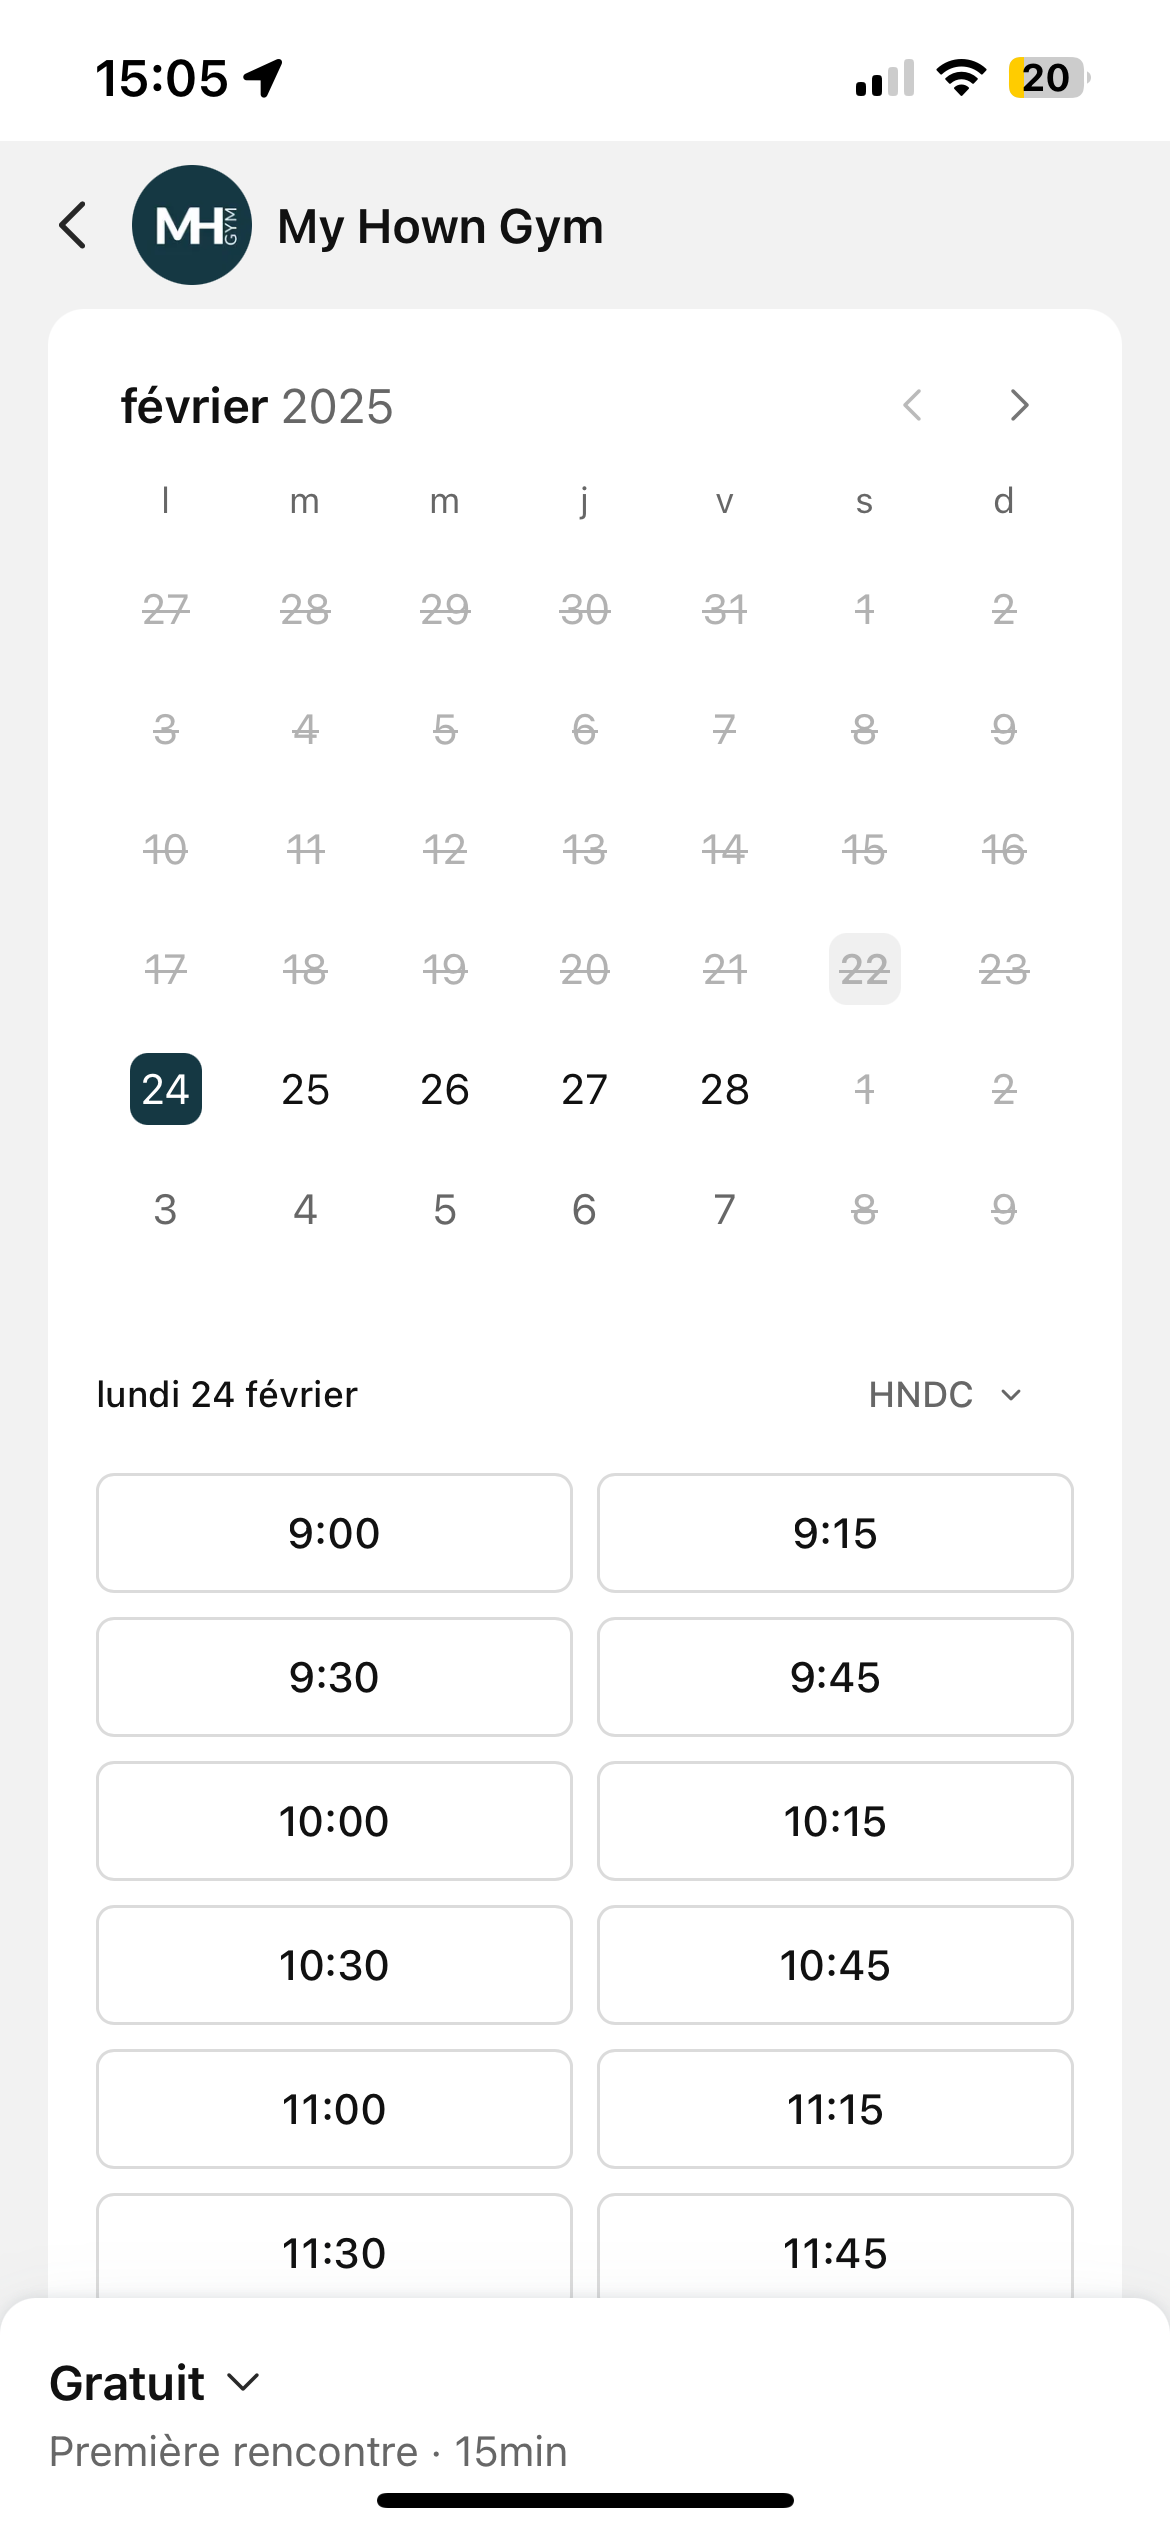 15:05
20
MH GYM
My Hown Gym
février 2025
l m m j v s d
27 28 29 30 31 1 2
3 4 5 6 7 8 9
10 11 12 13 14 15 16
17 18 19 20 21 22 23
24 25 26 27 28 1 2
3 4 5 6 7 8 9
lundi 24 février HNDC
9:00 9:15
9:30 9:45
10:00 10:15
10:30 10:45
11:00 11:15
11:30 11:45
Gratuit
Première rencontre · 15min